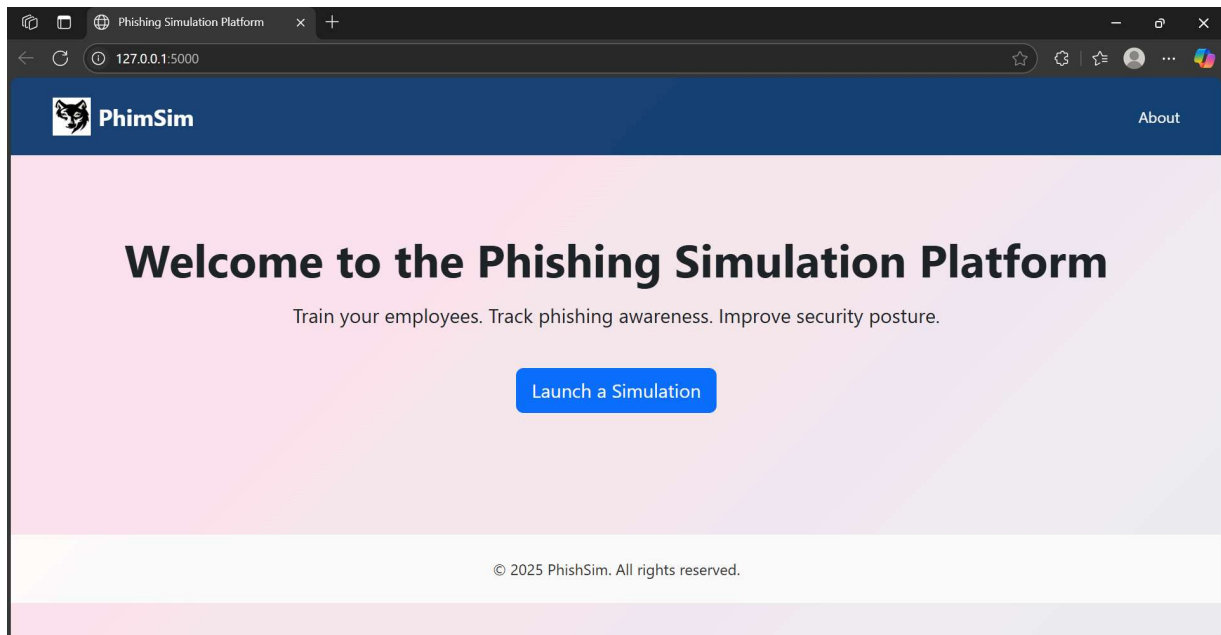 Phishing Simulation Platform
127.0.0.1:5000
PhimSim
About
Welcome to the Phishing Simulation Platform
Train your employees. Track phishing awareness. Improve security posture.
Launch a Simulation
© 2025 PhishSim. All rights reserved.